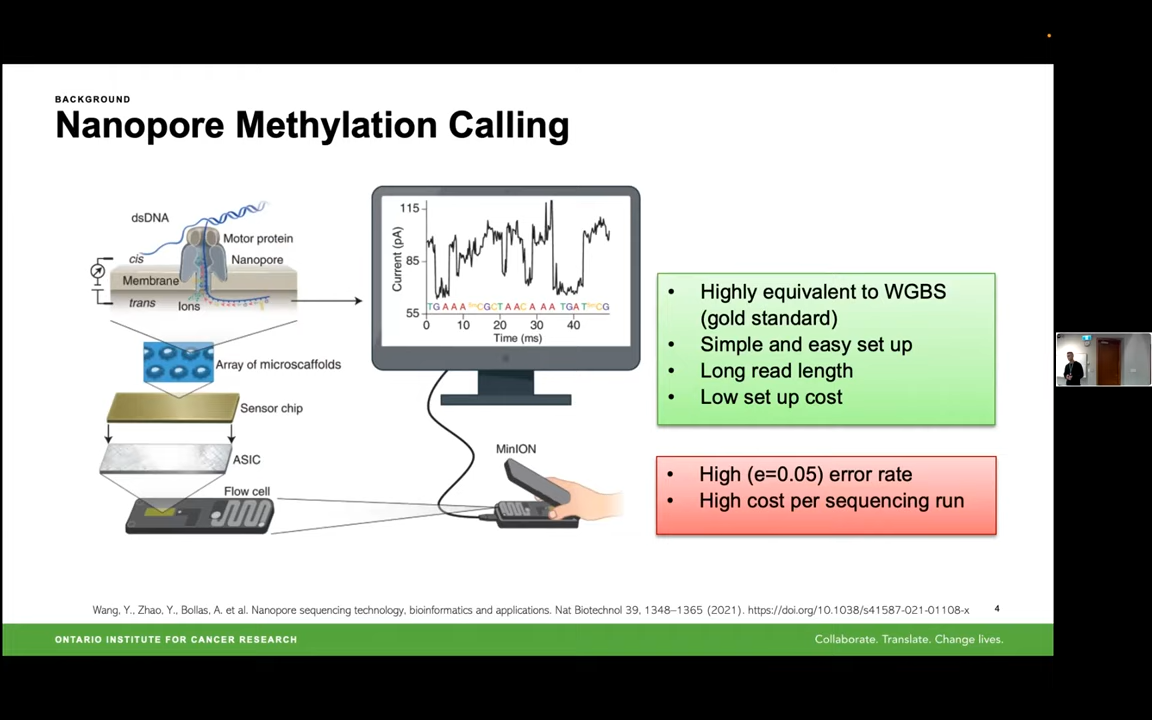 BACKGROUND
Nanopore Methylation Calling
dsDNA
Motor protein
cis
Nanopore
Membrane
trans
Ions
Array of microscaffolds
Sensor chip
ASIC
Flow cell
115
85
55
Current (pA)
TGAAA CGCTAACAAATGAT CG
0 10 20 30 40
Time (ms)
MinION
• Highly equivalent to WGBS
(gold standard)
• Simple and easy set up
• Long read length
• Low set up cost
• High (e=0.05) error rate
• High cost per sequencing run
Wang, Y., Zhao, Y., Bollas, A. et al. Nanopore sequencing technology, bioinformatics and applications. Nat Biotechnol 39, 1348–1365 (2021). https://doi.org/10.1038/s41587-021-01108-x
4
ONTARIO INSTITUTE FOR CANCER RESEARCH
Collaborate. Translate. Change lives.